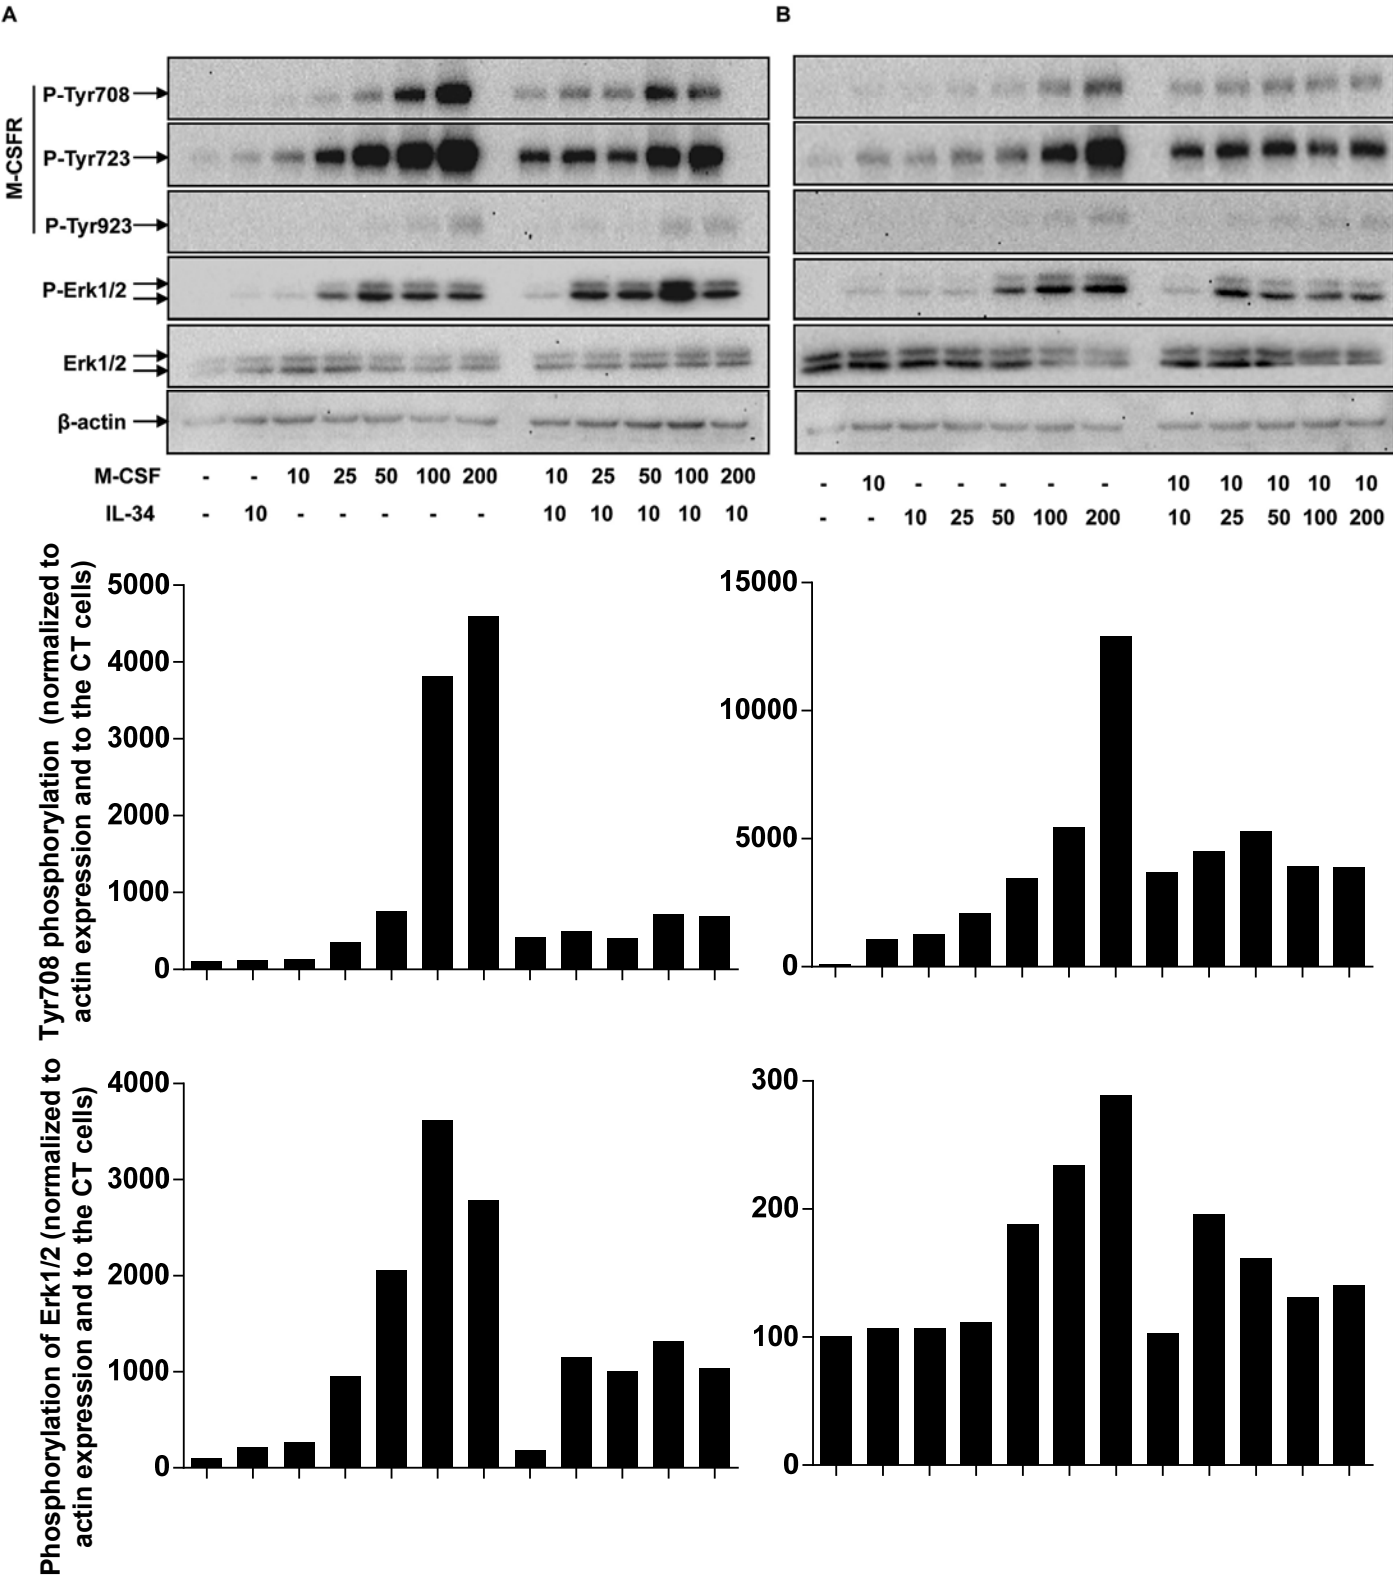 A
B
M-CSFR
P-Tyr708
P-Tyr723
P-Tyr923
P-Erk1/2
Erk1/2
β-actin
M-CSF - - 10 25 50 100 200 10 25 50 100 200
IL-34 - 10 - - - - - 10 10 10 10 10
- 10 - - - - - 10 10 10 10 10
- - 10 25 50 100 200 10 25 50 100 200
Tyr708 phosphorylation (normalized to
actin expression and to the CT cells)
5000
4000
3000
2000
1000
0
15000
10000
5000
0
Phosphorylation of Erk1/2 (normalized to
actin expression and to the CT cells)
4000
3000
2000
1000
0
300
200
100
0